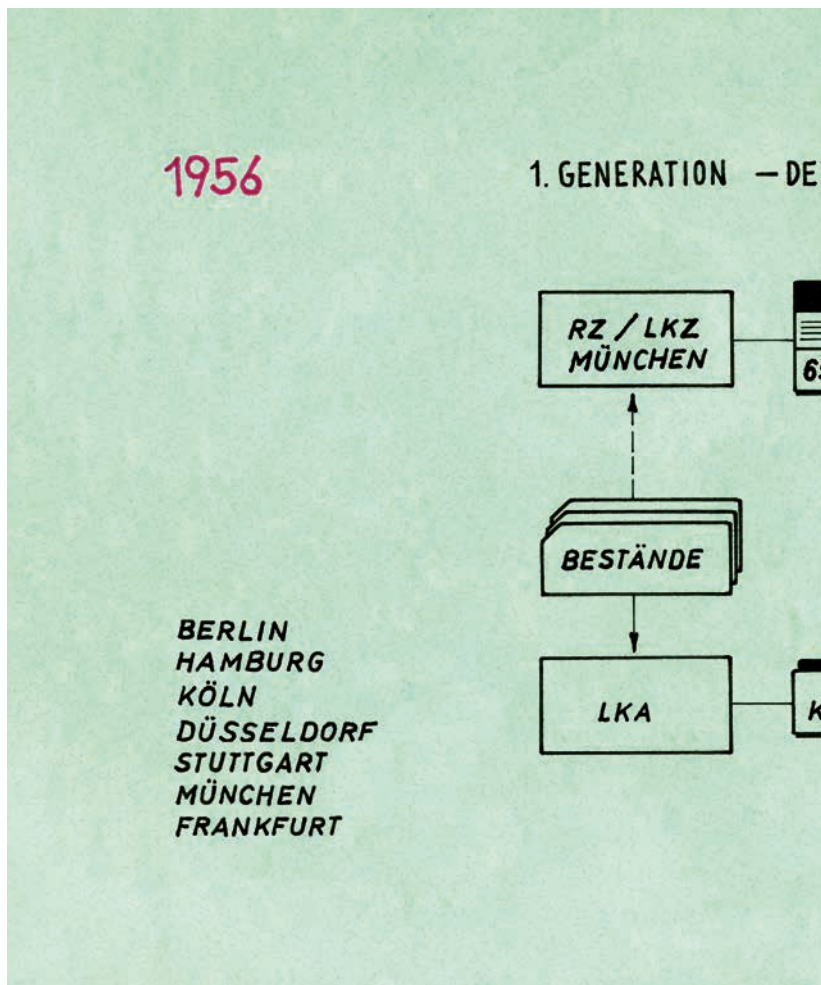 1956
1. GENERATION — DE
RZ / LKZ
MÜNCHEN
BESTÄNDE
LKA
K
BERLIN
HAMBURG
KÖLN
DÜSSELDORF
STUTTGART
MÜNCHEN
FRANKFURT